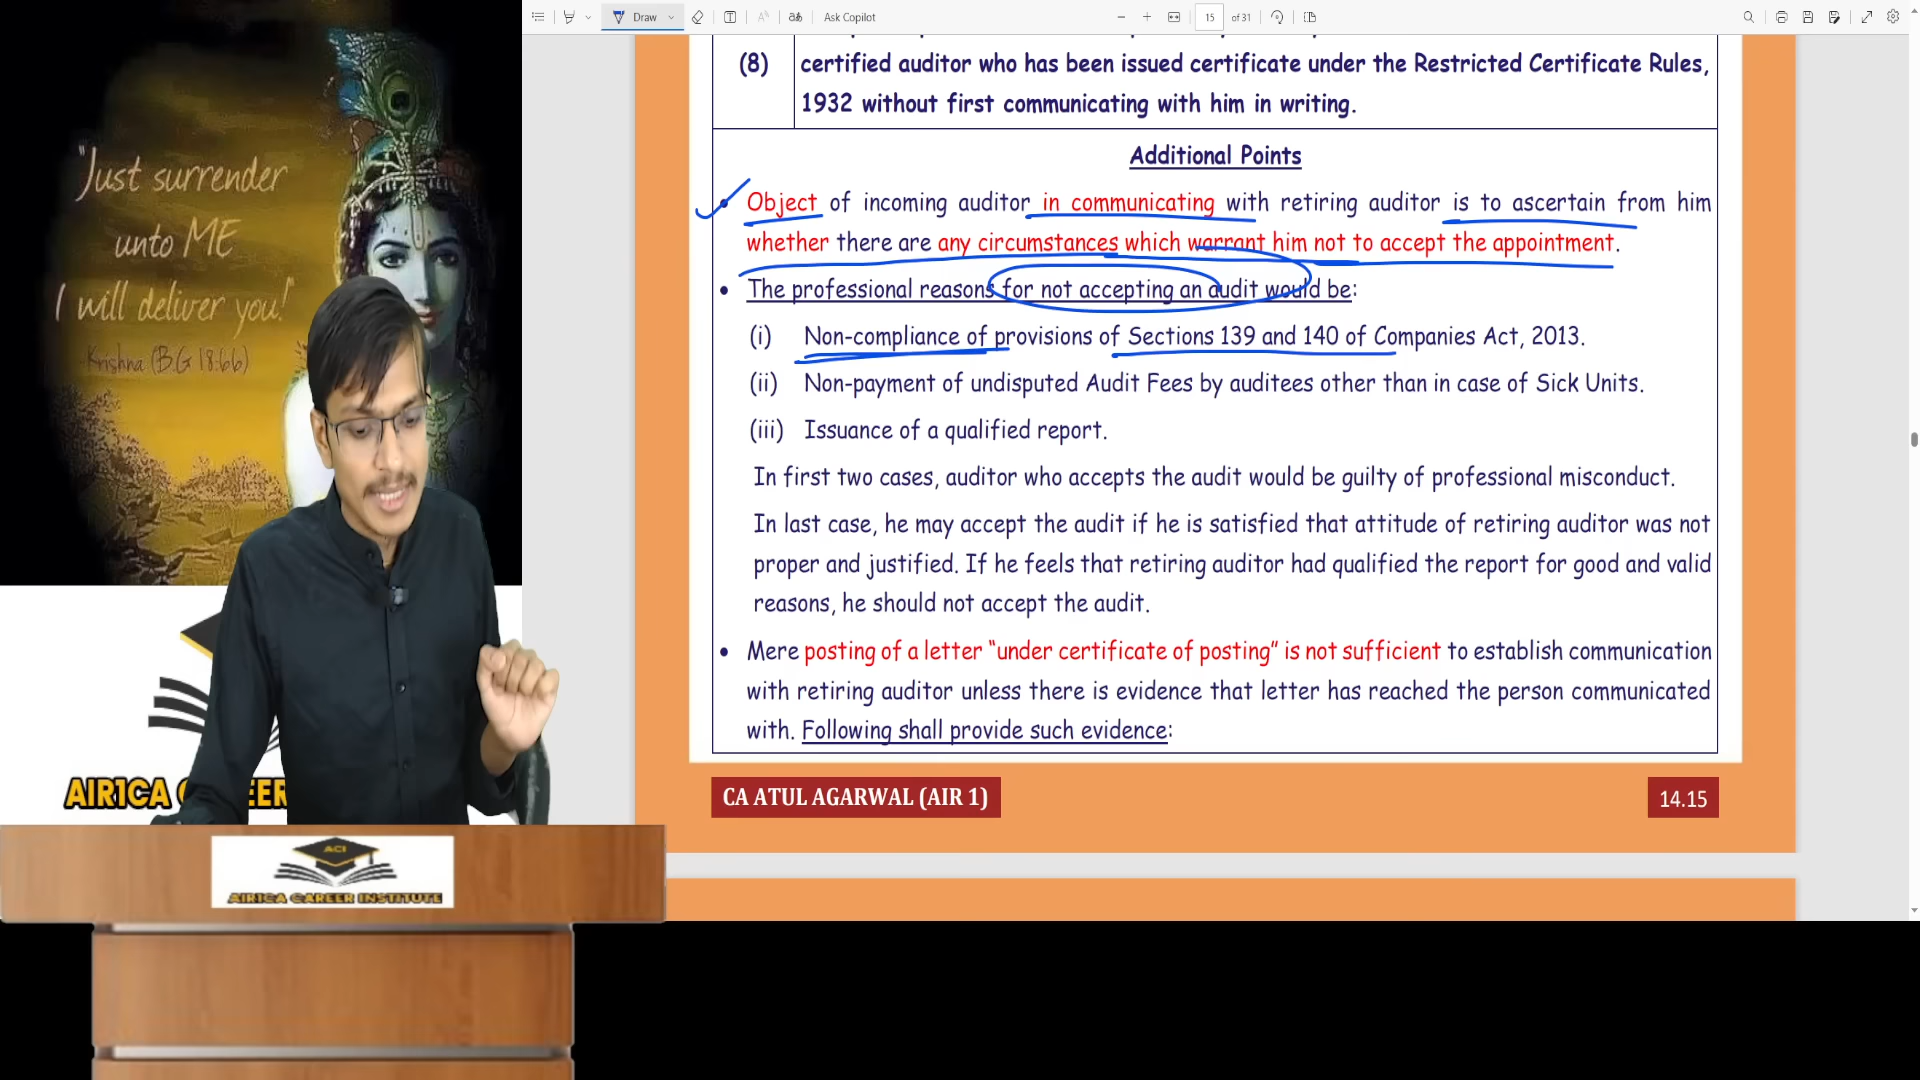 "Just surrender
unto ME
I will deliver you!"
-Krishna (B.G 18:66)
AIR1CA
EER
ACI
AIR1CA CAREER INSTITUTE
Draw
Ask Copilot
15
of 31
(8)
certified auditor who has been issued certificate under the Restricted Certificate Rules,
1932 without first communicating with him in writing.
Additional Points
• Object of incoming auditor in communicating with retiring auditor is to ascertain from him
whether there are any circumstances which warrant him not to accept the appointment.
• The professional reasons for not accepting an audit would be:
(i) Non-compliance of provisions of Sections 139 and 140 of Companies Act, 2013.
(ii) Non-payment of undisputed Audit Fees by auditees other than in case of Sick Units.
(iii) Issuance of a qualified report.
In first two cases, auditor who accepts the audit would be guilty of professional misconduct.
In last case, he may accept the audit if he is satisfied that attitude of retiring auditor was not
proper and justified. If he feels that retiring auditor had qualified the report for good and valid
reasons, he should not accept the audit.
• Mere posting of a letter “under certificate of posting” is not sufficient to establish communication
with retiring auditor unless there is evidence that letter has reached the person communicated
with. Following shall provide such evidence:
CA ATUL AGARWAL (AIR 1)
14.15